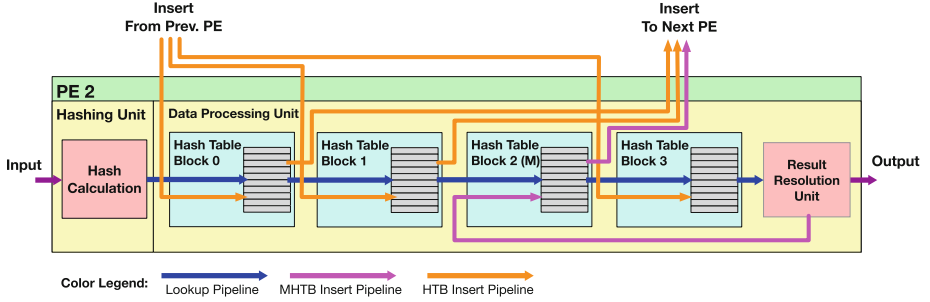 Insert
From Prev. PE
Insert
To Next PE
PE 2
Hashing Unit
Data Processing Unit
Input
Hash
Calculation
Hash Table
Block 0
Hash Table
Block 1
Hash Table
Block 2 (M)
Hash Table
Block 3
Result
Resolution
Unit
Output
Color Legend:
Lookup Pipeline
MHTB Insert Pipeline
HTB Insert Pipeline